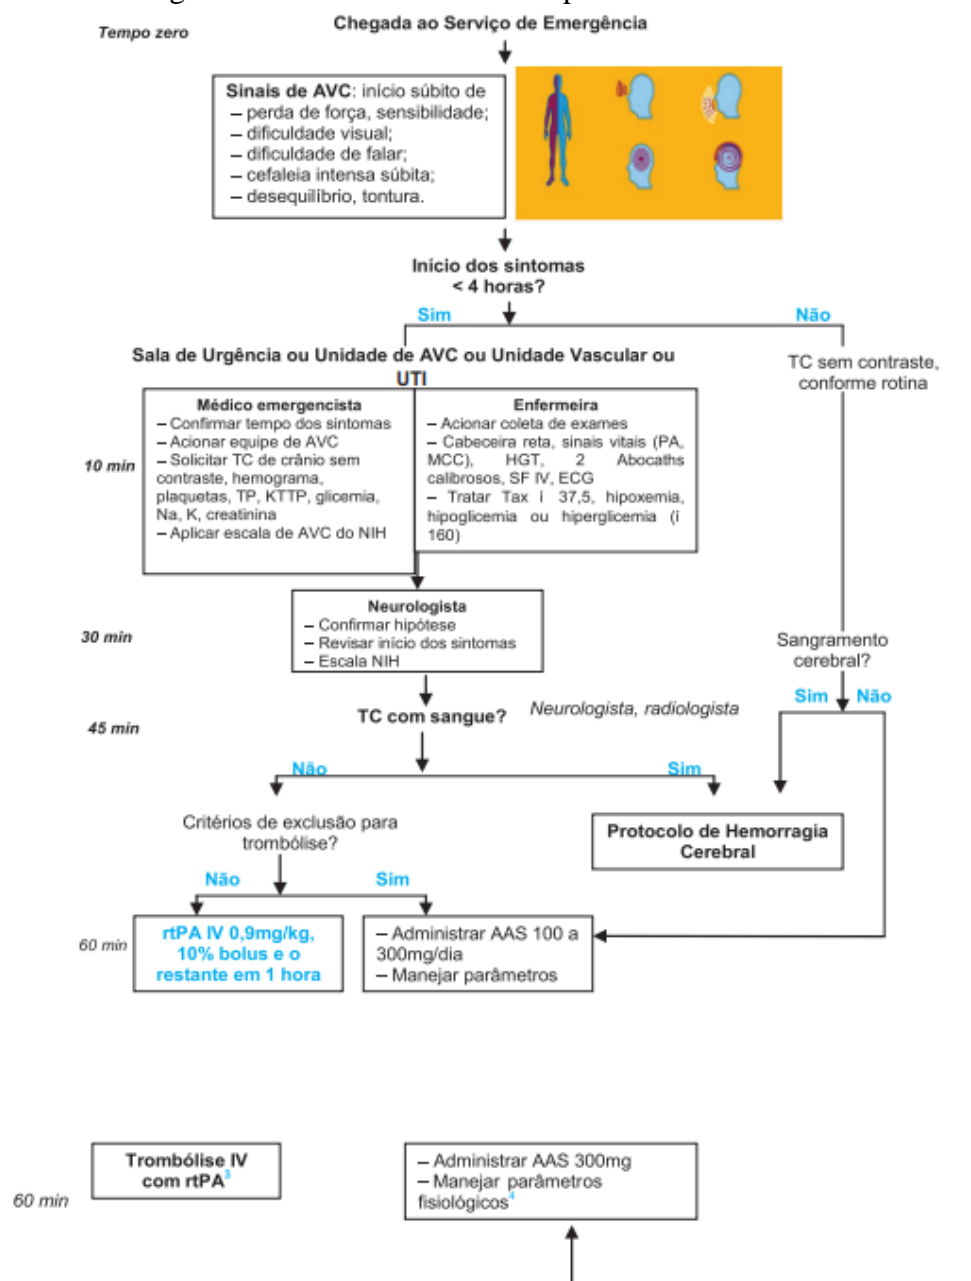 Tempo zero
Chegada ao Serviço de Emergência
Sinais de AVC: início súbito de
– perda de força, sensibilidade;
– dificuldade visual;
– dificuldade de falar;
– cefaleia intensa súbita;
– desequilíbrio, tontura.
Início dos sintomas
< 4 horas?
Sim
Não
Sala de Urgência ou Unidade de AVC ou Unidade Vascular ou
UTI
TC sem contraste,
conforme rotina
10 min
Médico emergencista
– Confirmar tempo dos sintomas
– Acionar equipe de AVC
– Solicitar TC de crânio sem
contraste, hemograma,
plaquetas, TP, KTTP, glicemia,
Na, K, creatinina
– Aplicar escala de AVC do NIH
Enfermeira
– Acionar coleta de exames
– Cabeceira reta, sinais vitais (PA,
MCC), HGT, 2 Abocaths
calibrosos, SF IV, ECG
– Tratar Tax i 37,5, hipoxemia,
hipoglicemia ou hiperglicemia (i
160)
30 min
Neurologista
– Confirmar hipótese
– Revisar início dos sintomas
– Escala NIH
Sangramento
cerebral?
Sim
Não
45 min
TC com sangue?
Neurologista, radiologista
Não
Sim
Critérios de exclusão para
trombólise?
Protocolo de Hemorragia
Cerebral
Não
Sim
60 min
rtPA IV 0,9mg/kg,
10% bolus e o
restante em 1 hora
– Administrar AAS 100 a
300mg/dia
– Manejar parâmetros
60 min
Trombólise IV
com rtPA³
– Administrar AAS 300mg
– Manejar parâmetros
fisiológicos⁴